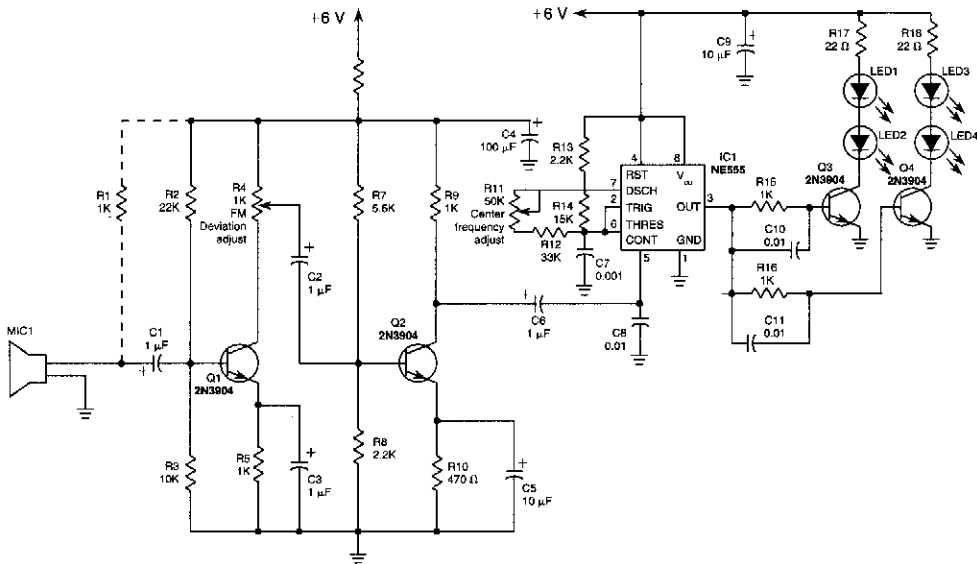 +6 V
+6 V
R17
22 Ω
R18
22 Ω
C9
10 µF
LED1
LED3
LED2
LED4
C4
100 µF
R13
2.2K
IC1
NE555
4
8
RST
7
DSCH
2
TRIG
OUT
3
6
THRES
CONT
GND
5
1
Q3
2N3904
Q4
2N3904
R1
1K
R2
22K
R4
1K
FM
Deviation
adjust
R7
5.6K
R9
1K
R11
50K
Center
frequency
adjust
R14
15K
R12
33K
C7
0.001
R15
1K
C10
0.01
R16
1K
C11
0.01
C2
1 µF
C6
1 µF
C8
0.01
MIC1
C1
1 µF
Q1
2N3904
Q2
2N3904
R3
10K
R5
1K
C3
1 µF
R8
2.2K
R10
470 Ω
C5
10 µF